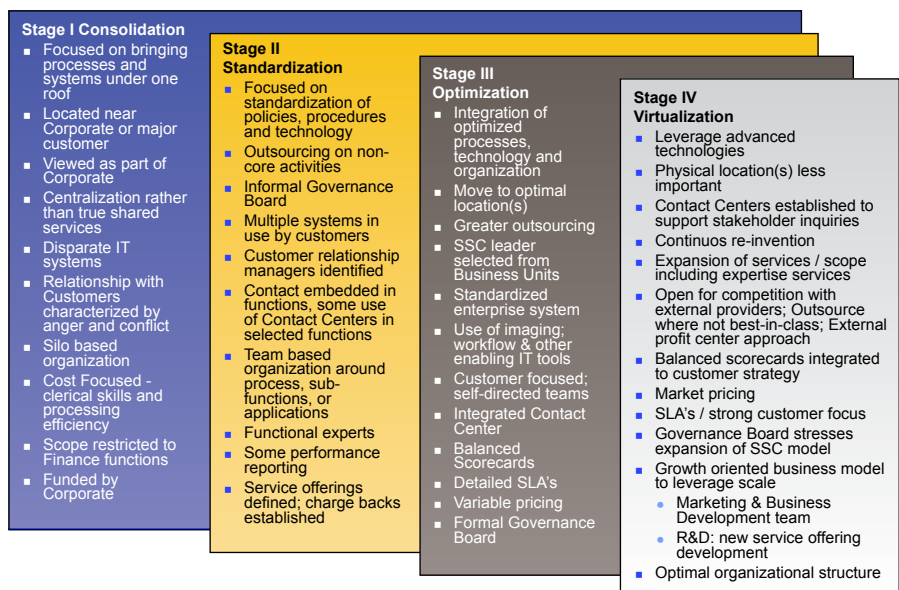 Stage I Consolidation
Focused on bringing
processes and
systems under one
roof
Located near
Corporate or major
customer
Viewed as part of
Corporate
Centralization rather
than true shared
services
Disparate IT
systems
Relationship with
Customers
characterized by
anger and conflict
Silo based
organization
Cost Focused -
clerical skills and
processing
efficiency
Scope restricted to
Finance functions
Funded by
Corporate
Stage II
Standardization
Focused on
standardization of
policies, procedures
and technology
Outsourcing on non-
core activities
Informal Governance
Board
Multiple systems in
use by customers
Customer relationship
managers identified
Contact embedded in
functions, some use
of Contact Centers in
selected functions
Team based
organization around
process, sub-
functions, or
applications
Functional experts
Some performance
reporting
Service offerings
defined; charge backs
established
Stage III
Optimization
Integration of
optimized
processes,
technology and
organization
Move to optimal
location(s)
Greater outsourcing
SSC leader
selected from
Business Units
Standardized
enterprise system
Use of imaging;
workflow & other
enabling IT tools
Customer focused;
self-directed teams
Integrated Contact
Center
Balanced
Scorecards
Detailed SLA's
Variable pricing
Formal Governance
Board
Stage IV
Virtualization
Leverage advanced
technologies
Physical location(s) less
important
Contact Centers established to
support stakeholder inquiries
Continuos re-invention
Expansion of services / scope
including expertise services
Open for competition with
external providers; Outsource
where not best-in-class; External
profit center approach
Balanced scorecards integrated
to customer strategy
Market pricing
SLA's / strong customer focus
Governance Board stresses
expansion of SSC model
Growth oriented business model
to leverage scale
Marketing & Business
Development team
R&D: new service offering
development
Optimal organizational structure